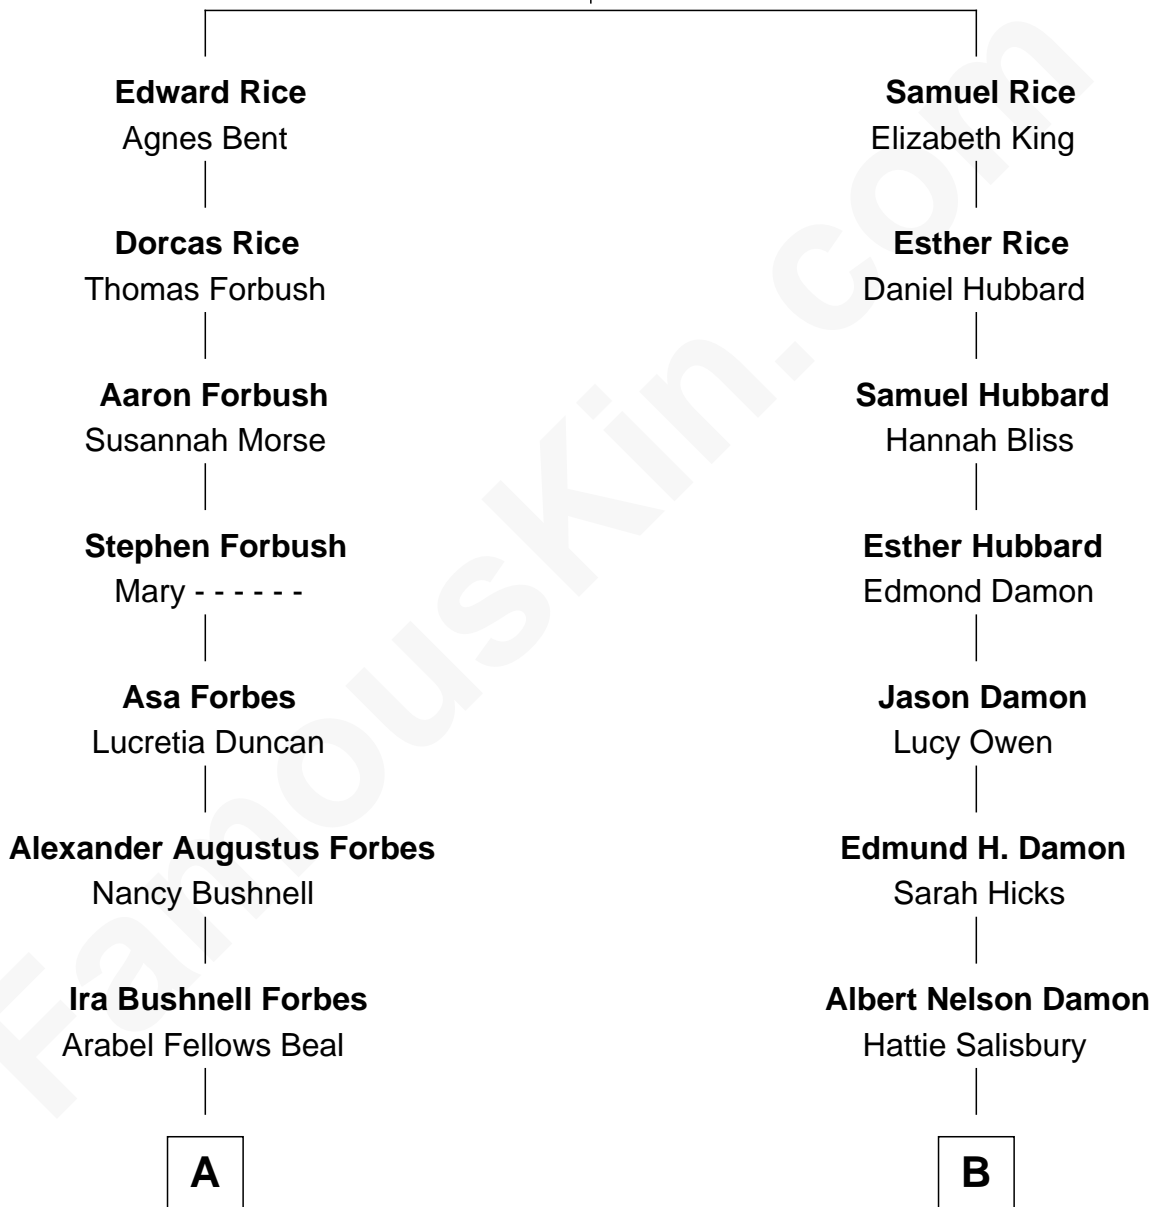 Edward Rice
Agnes Bent
Dorcas Rice
Thomas Forbush
Aaron Forbush
Susannah Morse
Stephen Forbush
Mary - - - - - -
Asa Forbes
Lucretia Duncan
Alexander Augustus Forbes
Nancy Bushnell
Ira Bushnell Forbes
Arabel Fellows Beal
A
Samuel Rice
Elizabeth King
Esther Rice
Daniel Hubbard
Samuel Hubbard
Hannah Bliss
Esther Hubbard
Edmond Damon
Jason Damon
Lucy Owen
Edmund H. Damon
Sarah Hicks
Albert Nelson Damon
Hattie Salisbury
B
FamousKin.com